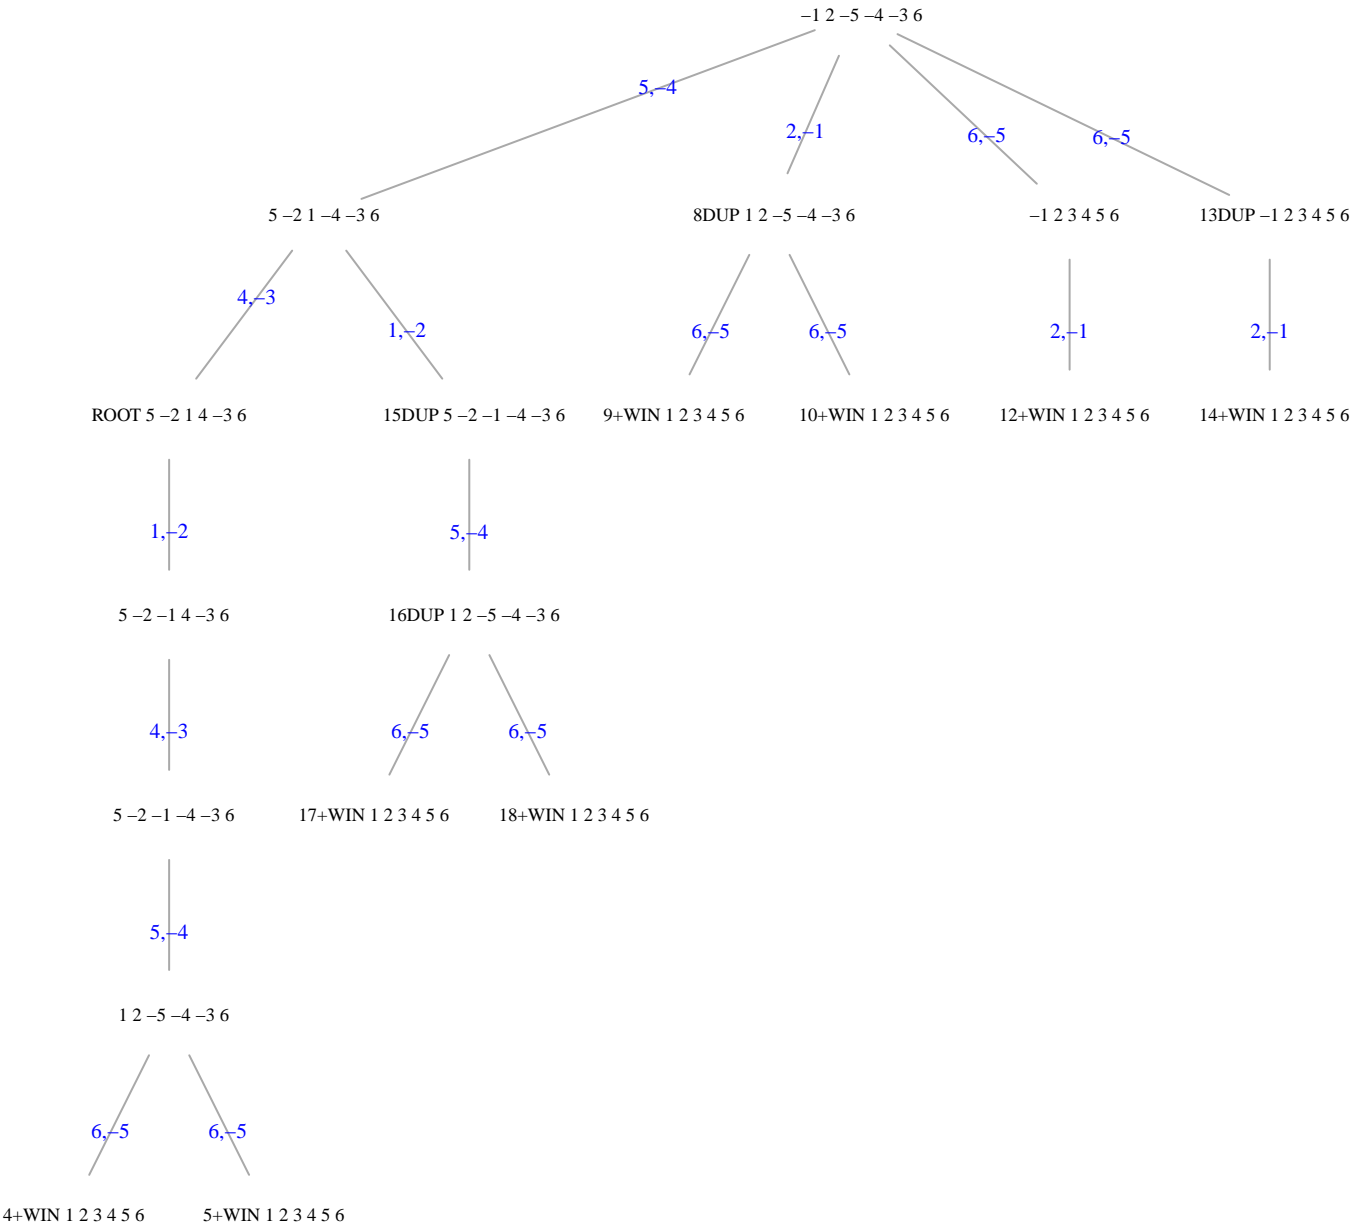 –1 2 –5 –4 –3 6
5,–4
2,–1
6,–5
6,–5
5 –2 1 –4 –3 6
8DUP 1 2 –5 –4 –3 6
–1 2 3 4 5 6
13DUP –1 2 3 4 5 6
4,–3
1,–2
6,–5
6,–5
2,–1
2,–1
ROOT 5 –2 1 4 –3 6
15DUP 5 –2 –1 –4 –3 6
9+WIN 1 2 3 4 5 6
10+WIN 1 2 3 4 5 6
12+WIN 1 2 3 4 5 6
14+WIN 1 2 3 4 5 6
1,–2
5,–4
5 –2 –1 4 –3 6
16DUP 1 2 –5 –4 –3 6
4,–3
6,–5
6,–5
5 –2 –1 –4 –3 6
17+WIN 1 2 3 4 5 6
18+WIN 1 2 3 4 5 6
5,–4
1 2 –5 –4 –3 6
6,–5
6,–5
4+WIN 1 2 3 4 5 6
5+WIN 1 2 3 4 5 6